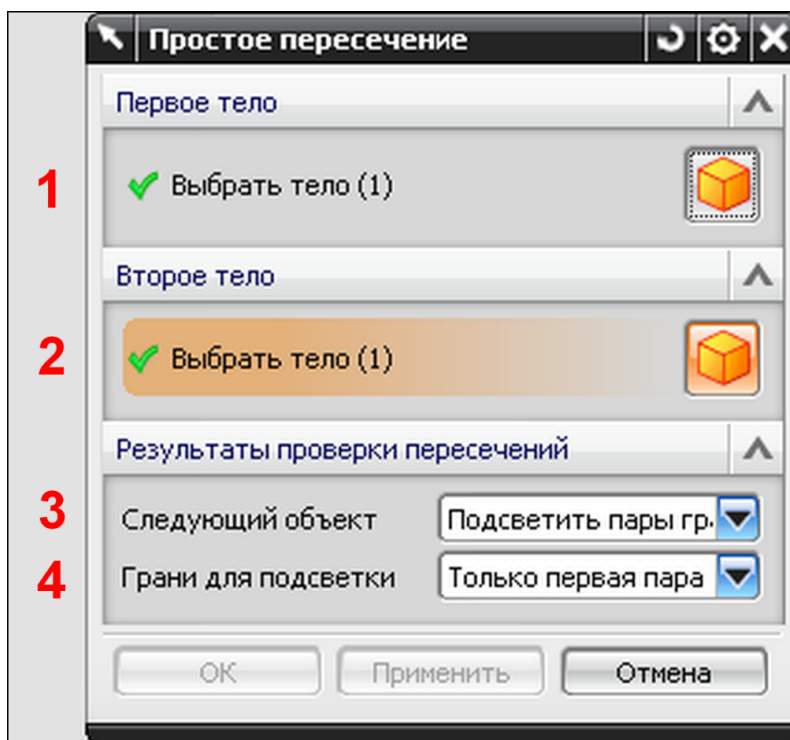 Простое пересечение
Первое тело
1 Выбрать тело (1)
Второе тело
2 Выбрать тело (1)
Результаты проверки пересечений
3 Следующий объект Подсветить пары гр
4 Грани для подсветки Только первая пара
ОК Применить Отмена